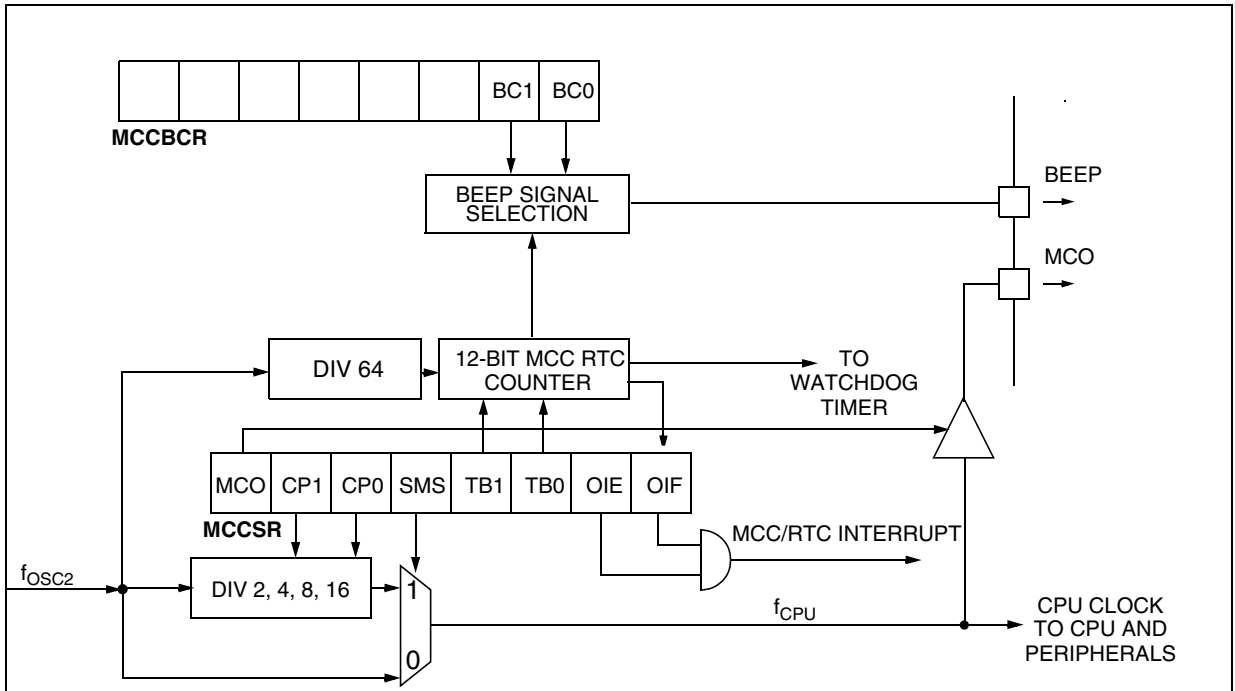 BC1 BC0
MCCBCR
BEEP SIGNAL
SELECTION
BEEP
MCO
DIV 64
12-BIT MCC RTC
COUNTER
TO
WATCHDOG
TIMER
MCO CP1 CP0 SMS TB1 TB0 OIE OIF
MCCSR
MCC/RTC INTERRUPT
fOSC2
DIV 2, 4, 8, 16
1
0
fCPU
CPU CLOCK
TO CPU AND
PERIPHERALS